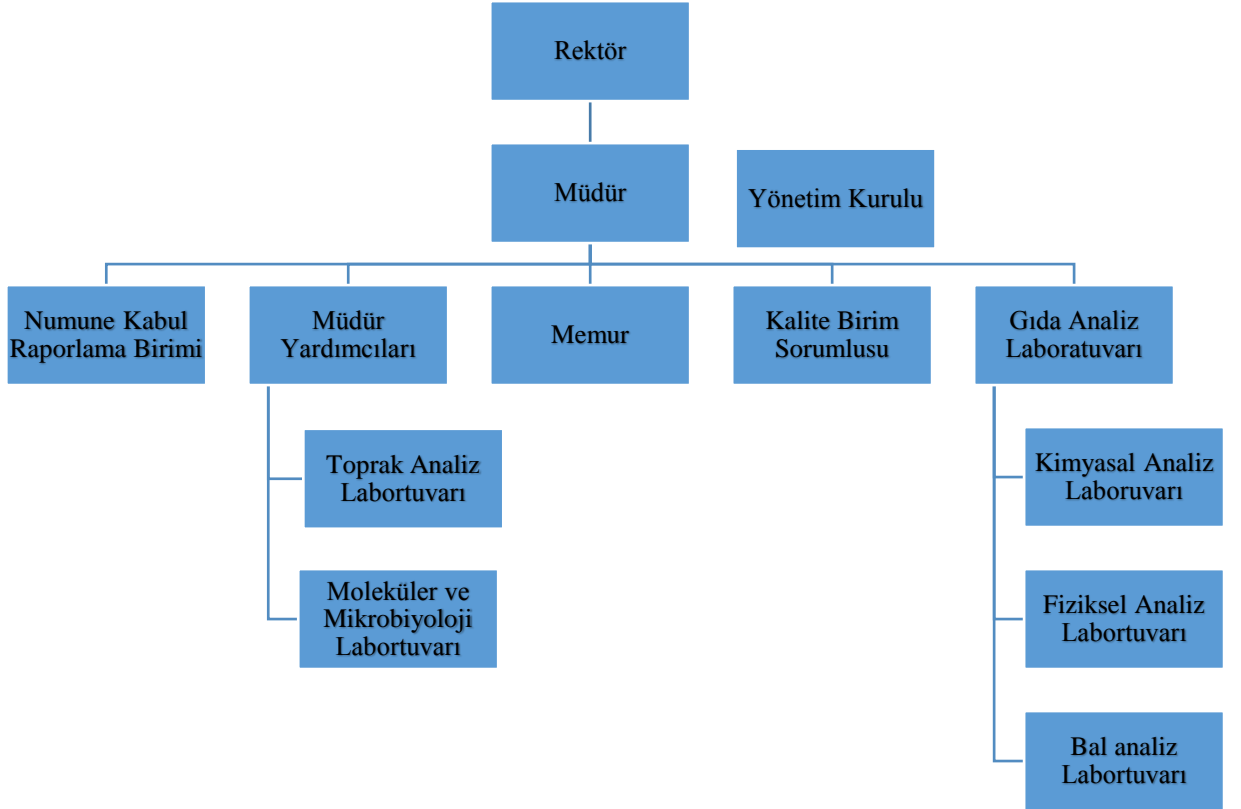 Rektör
Müdür
Yönetim Kurulu
Numune Kabul
Raporlama Birimi
Müdür
Yardımcıları
Memur
Kalite Birim
Sorumlusu
Gıda Analiz
Laboratuvarı
Toprak Analiz
Labortuvarı
Moleküler ve
Mikrobiyoloji
Labortuvarı
Kimyasal Analiz
Laboruvarı
Fiziksel Analiz
Labortuvarı
Bal analiz
Labortuvarı